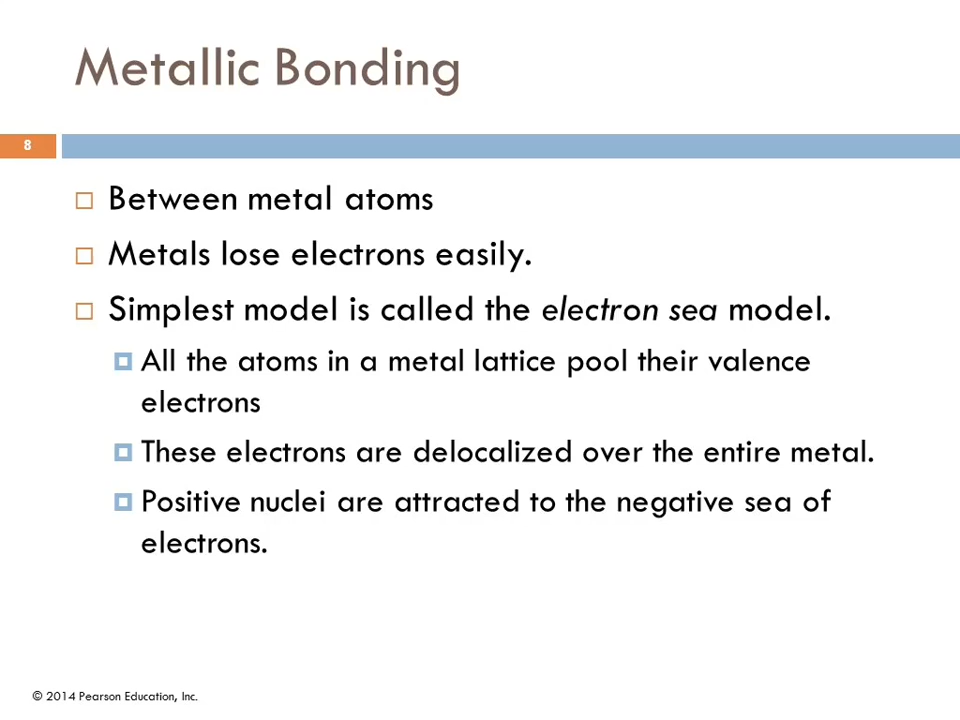 Metallic Bonding
8
Between metal atoms
Metals lose electrons easily.
Simplest model is called the electron sea model.
All the atoms in a metal lattice pool their valence
electrons
These electrons are delocalized over the entire metal.
Positive nuclei are attracted to the negative sea of
electrons.
© 2014 Pearson Education, Inc.